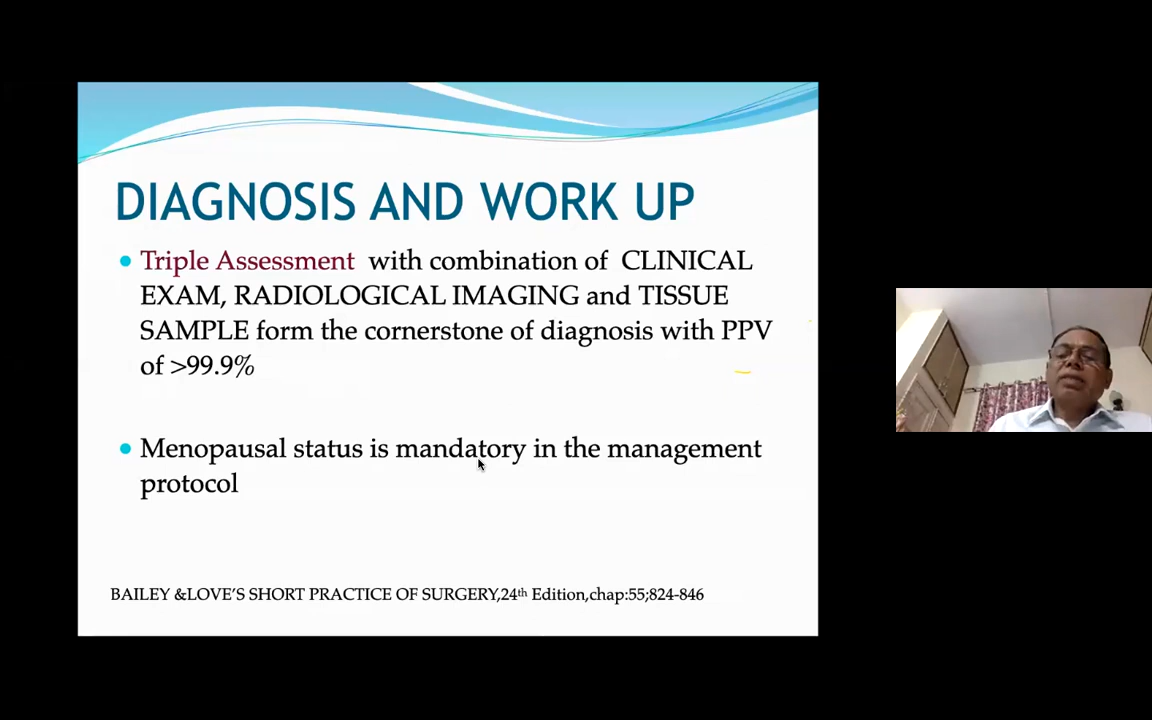 DIAGNOSIS AND WORK UP
Triple Assessment with combination of CLINICAL
EXAM, RADIOLOGICAL IMAGING and TISSUE
SAMPLE form the cornerstone of diagnosis with PPV
of >99.9%
Menopausal status is mandatory in the management
protocol
BAILEY &LOVE'S SHORT PRACTICE OF SURGERY,24th Edition,chap:55;824-846